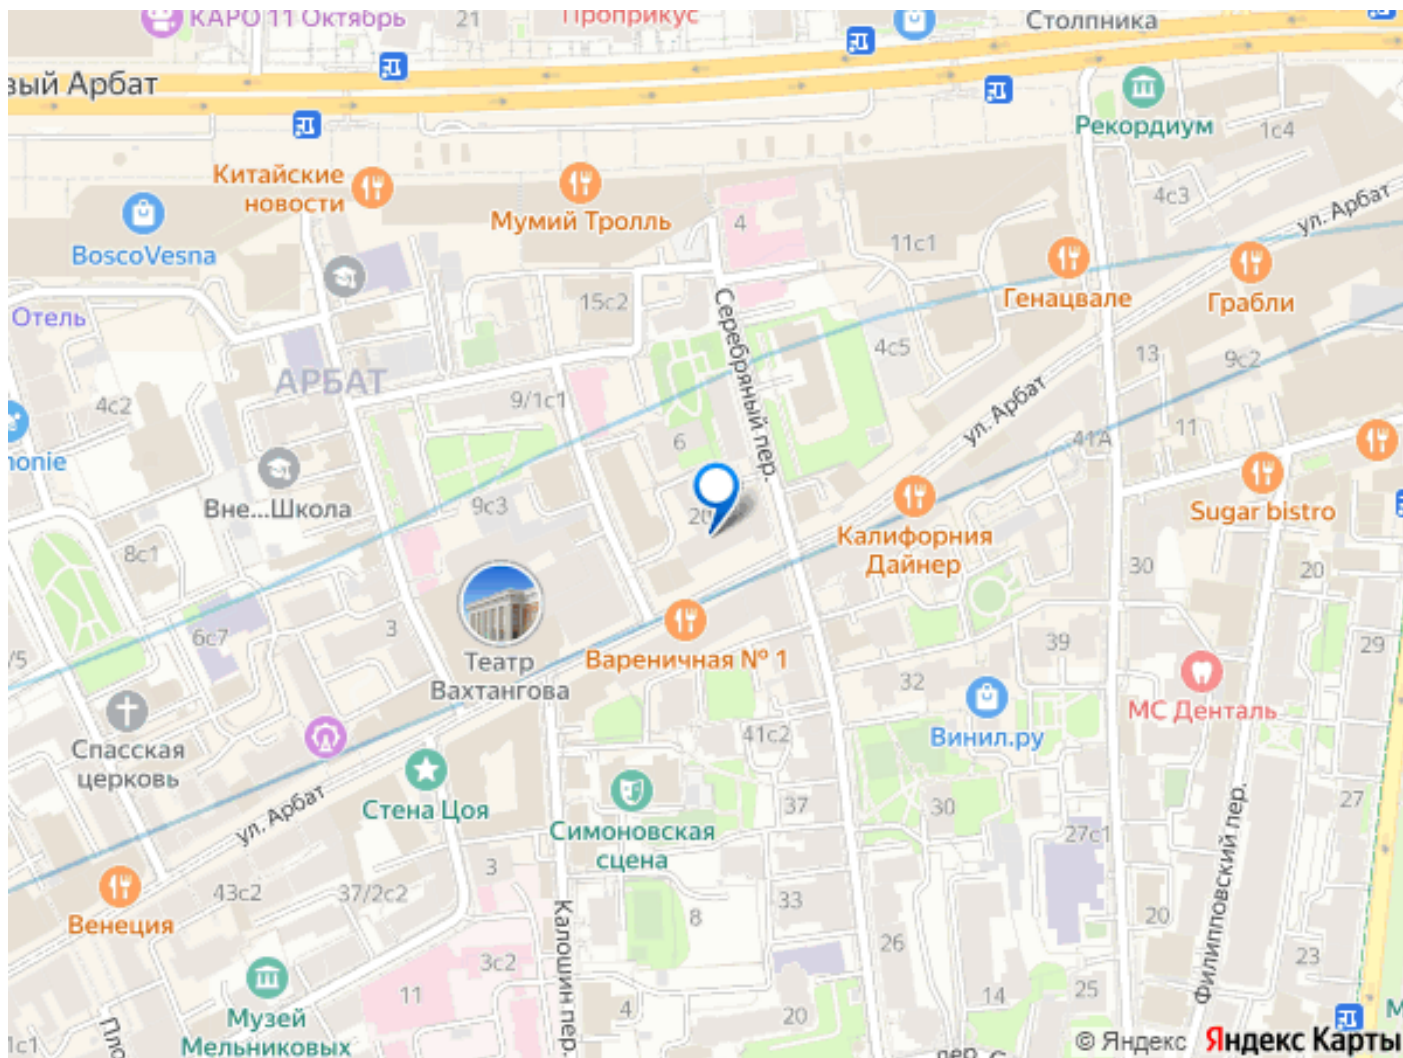 КАРО 11 Октябрь
21
Проприкус
Столпника
вый Арбат
Рекордиум
1с4
Китайские
новости
Мумий Тролль
4
4с3
ул. Арбат
BoscoVesna
11с1
Генацвале
Грабли
Отель
15с2
Серебряный пер.
4с5
13
9с2
АРБАТ
ул. Арбат
4с2
9/1с1
6
41А
11
Вне...Школа
9с3
Sugar bistro
Калифорния
Дайнер
8с1
30
20
6с7
3
39
29
/5
Театр
Вахтангова
Вареничная № 1
32
МС Денталь
Спасская
церковь
41с2
Винил.ру
Стена Цоя
ул. Арбат
37
30
27
Симоновская
сцена
27с1
Филипповский пер.
3
43с2
37/2с2
33
Венеция
8
20
Калошин пер.
26
23
3с2
11
4
20
14
25
Музей
Мельниковых
1с1
© Яндекс Яндекс Карты